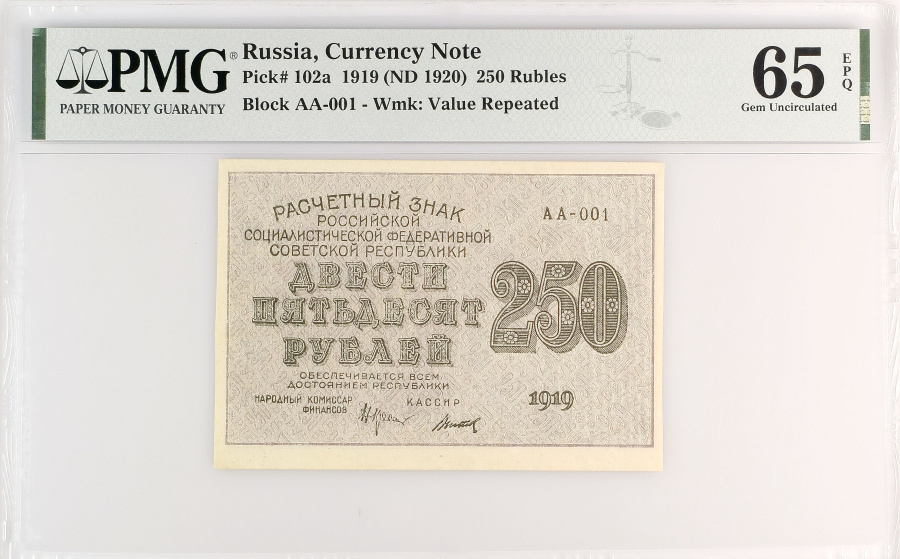 PMG®
PAPER MONEY GUARANTY
Russia, Currency Note
Pick# 102a 1919 (ND 1920) 250 Rubles
Block AA-001 - Wmk: Value Repeated
65
EPQ
Gem Uncirculated
РАСЧЕТНЫЙ ЗНАК
РОССИЙСКОЙ
СОЦИАЛИСТИЧЕСКОЙ ФЕДЕРАТИВНОЙ
СОВЕТСКОЙ РЕСПУБЛИКИ
ДВЕСТИ
ПЯТЬДЕСЯТ
РУБЛЕЙ
ОБЕСПЕЧИВАЕТСЯ ВСЕМ
ДОСТОЯНИЕМ РЕСПУБЛИКИ
НАРОДНЫЙ КОМИССАР
ФИНАНСОВ
КАССИР
АА-001
250
1919